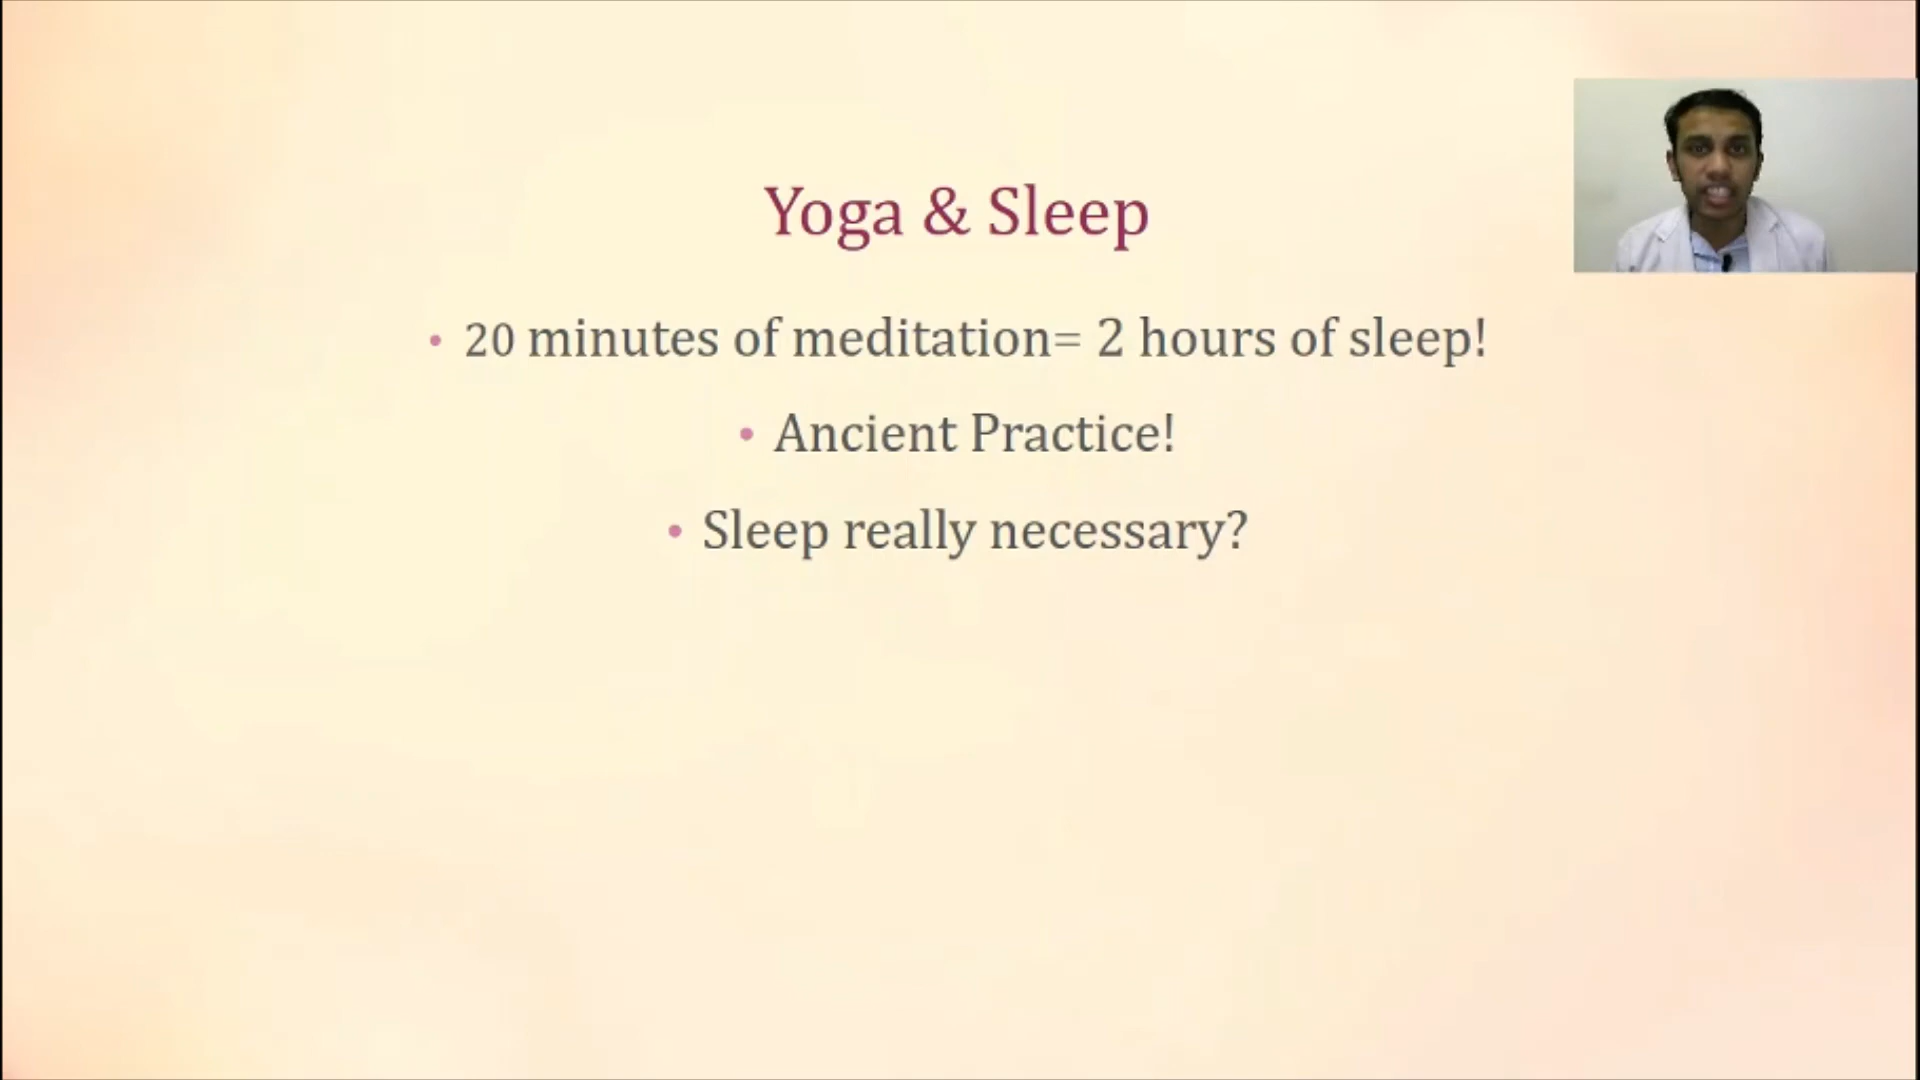 Yoga & Sleep
• 20 minutes of meditation= 2 hours of sleep!
• Ancient Practice!
• Sleep really necessary?